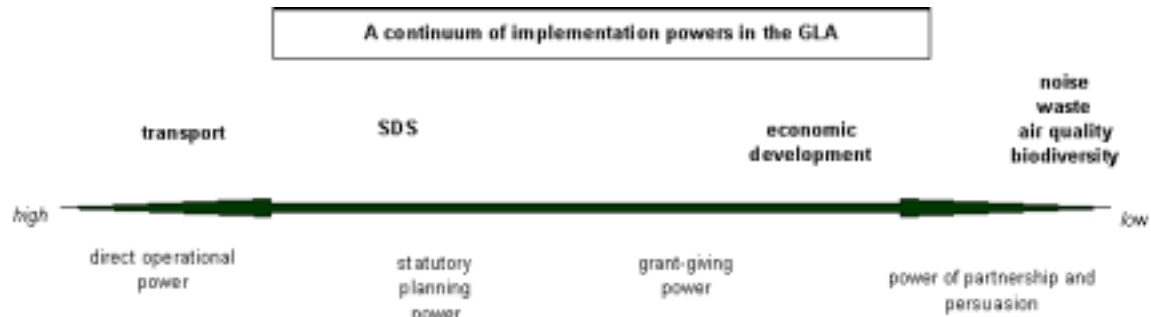 A continuum of implementation powers in the GLA
noise
waste
air quality
biodiversity
transport
SDS
economic
development
high
low
direct operational
power
statutory
planning
power
grant-giving
power
power of partnership and
persuasion